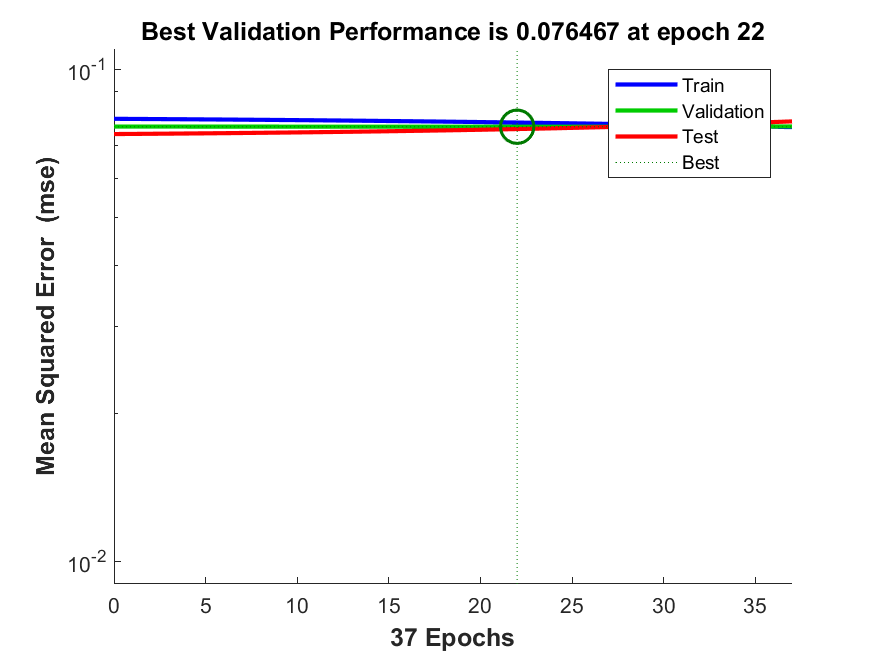 Best Validation Performance is 0.076467 at epoch 22
10^-1
Train
Validation
Test
Best
Mean Squared Error  (mse)
10^-2
0 5 10 15 20 25 30 35
37 Epochs